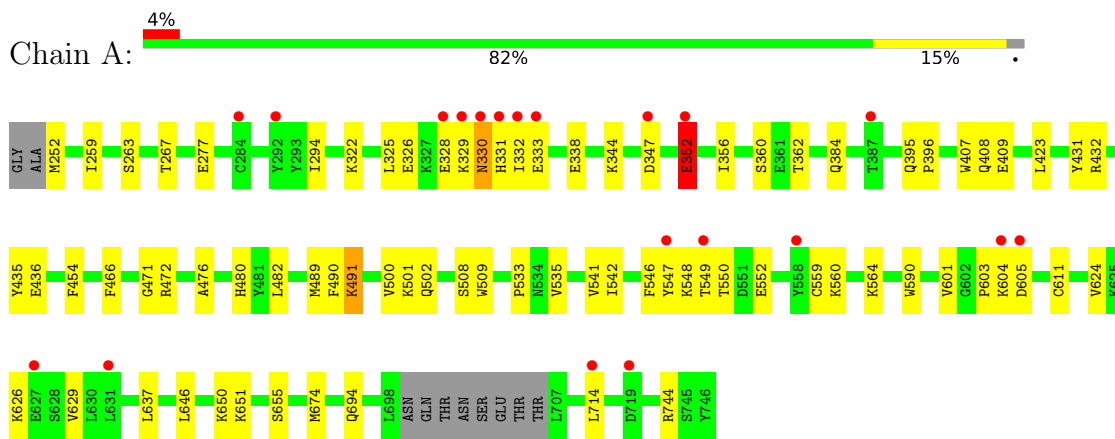 4%
Chain A:
82% 15% •
GLY ALA M252 I259 S263 T267 E277 C284 Y292 Y293 I294 K322 L325 E326 K327 E328 K329 N330 H331 I332 E333 E338 K344 D347 E352 I356 S360 E361 T362 Q384 T387 Q395 P396 W407 Q408 E409 L423 Y431 R432
Y435 E436 F454 F466 G471 R472 A476 H480 Y481 L482 M489 F490 K491 V500 K501 Q502 S508 W509 P533 N534 V535 V541 I542 F546 Y547 K548 T549 T550 D551 E552 Y558 C559 K560 K564 W590 V601 G602 P603 K604 D605 C611 V624 K625
K626 E627 S628 V629 L630 L631 L637 L646 K650 K651 S655 M674 Q694 L698 ASN GLN THR ASN SER GLU THR THR L707 L714 D719 R744 S745 Y746